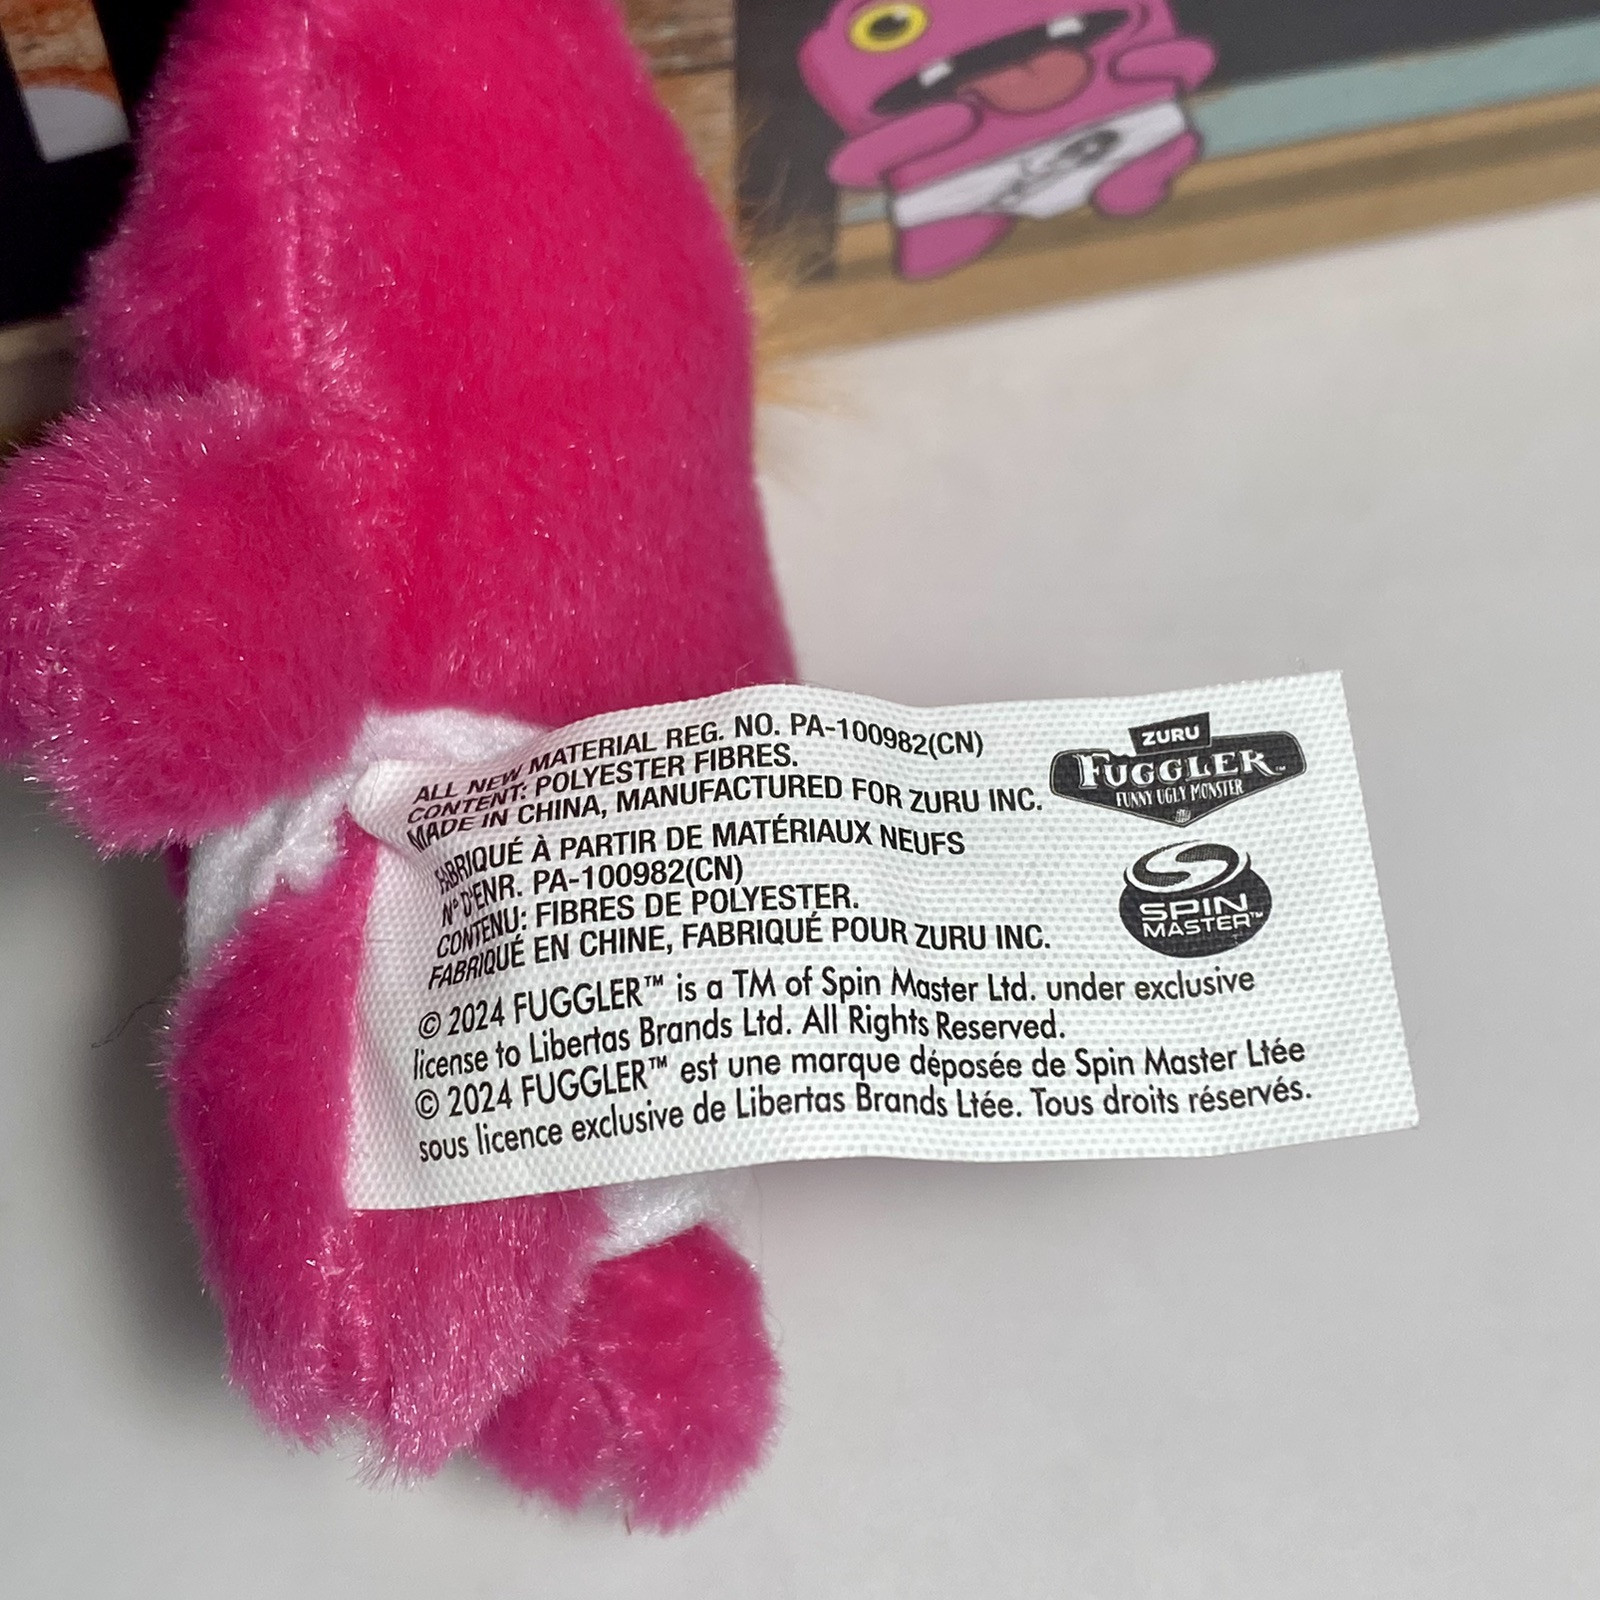 ALL NEW MATERIAL REG. NO. PA-100982(CN)
CONTENT: POLYESTER FIBRES.
MADE IN CHINA, MANUFACTURED FOR ZURU INC.
FABRIQUÉ À PARTIR DE MATÉRIAUX NEUFS
N° D'ENR. PA-100982(CN)
CONTENU: FIBRES DE POLYESTER.
FABRIQUÉ EN CHINE, FABRIQUÉ POUR ZURU INC.
© 2024 FUGGLER™ is a TM of Spin Master Ltd. under exclusive
license to Libertas Brands Ltd. All Rights Reserved.
© 2024 FUGGLER™ est une marque déposée de Spin Master Ltée
sous licence exclusive de Libertas Brands Ltée. Tous droits réservés.
ZURU
FUGGLER™
FUNNY UGLY MONSTER
SPIN
MASTER™